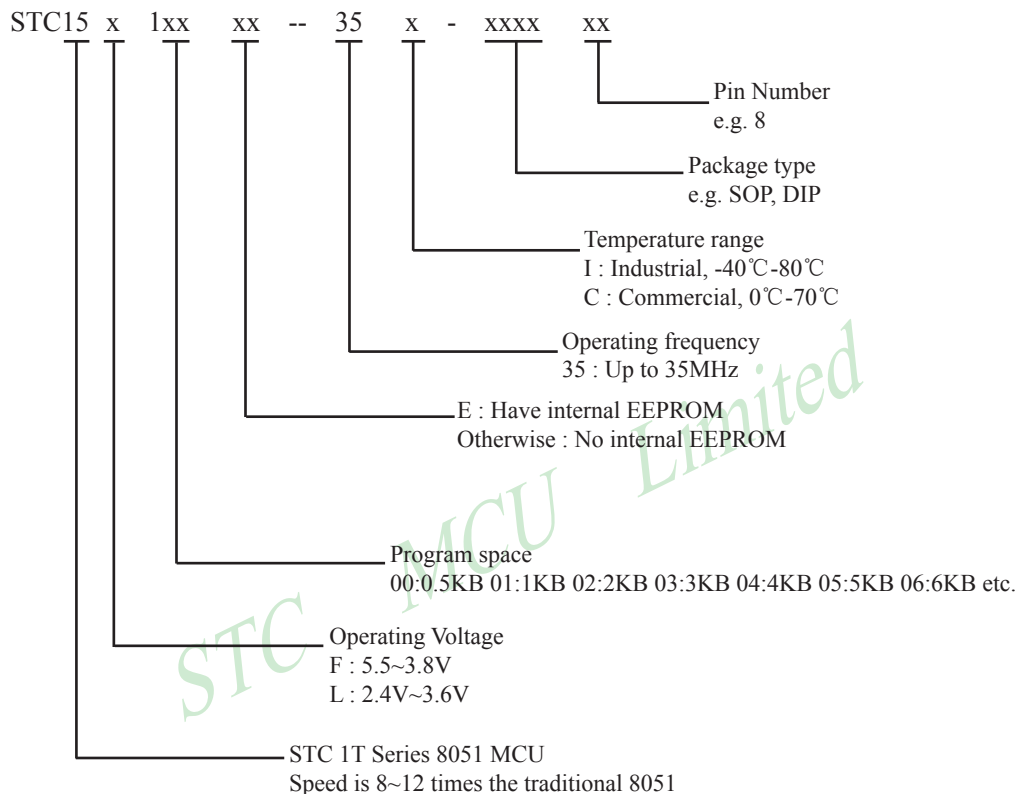 STC15 x 1xx xx -- 35 x - xxxx xx
Pin Number
e.g. 8
Package type
e.g. SOP, DIP
Temperature range
I : Industrial, -40℃-80℃
C : Commercial, 0℃-70℃
Operating frequency
35 : Up to 35MHz
E : Have internal EEPROM
Otherwise : No internal EEPROM
Program space
00:0.5KB 01:1KB 02:2KB 03:3KB 04:4KB 05:5KB 06:6KB etc.
Operating Voltage
F : 5.5~3.8V
L : 2.4V~3.6V
STC 1T Series 8051 MCU
Speed is 8~12 times the traditional 8051
STC MCU Limited